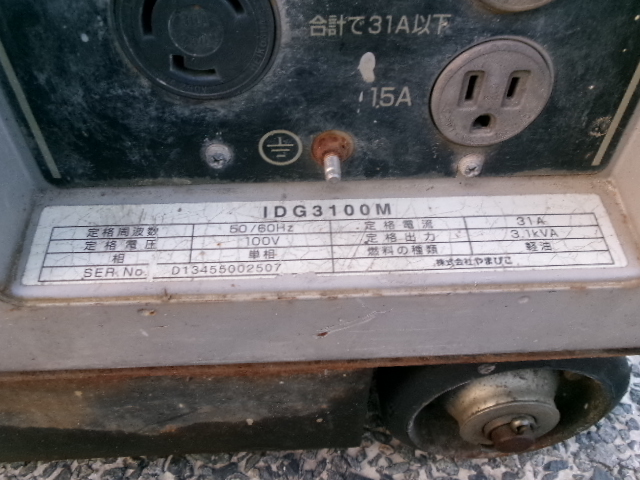 合計で31A以下
15A
IDG3100M
定格周波数 50/60Hz 定格電流 31A
定格電圧 100V 定格出力 3.1kVA
相 単相 燃料の種類 軽油
SER No. D13455002507 株式会社やまびこ